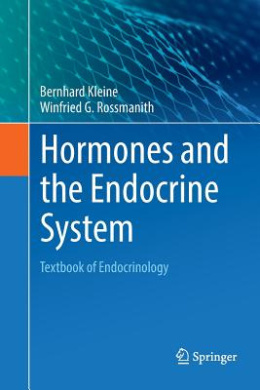 Bernhard Kleine
Winfried G. Rossmanith
Hormones and
the Endocrine
System
Textbook of Endocrinology
Springer